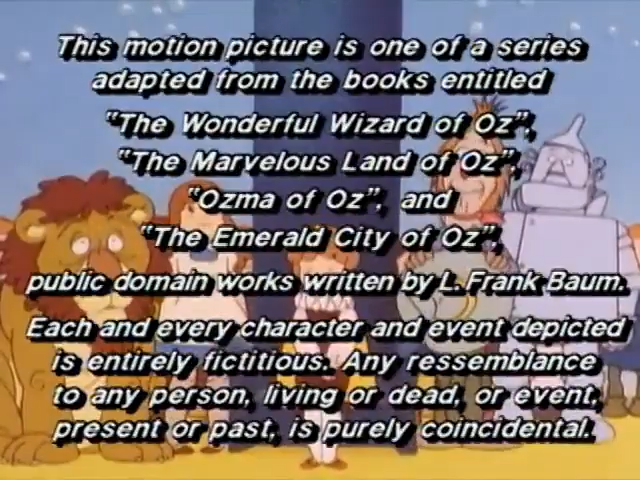 This motion picture is one of a series
adapted from the books entitled
"The Wonderful Wizard of Oz",
"The Marvelous Land of Oz",
"Ozma of Oz", and
"The Emerald City of Oz",
public domain works written by L. Frank Baum.
Each and every character and event depicted
is entirely fictitious. Any ressemblance
to any person, living or dead, or event,
present or past, is purely coincidental.